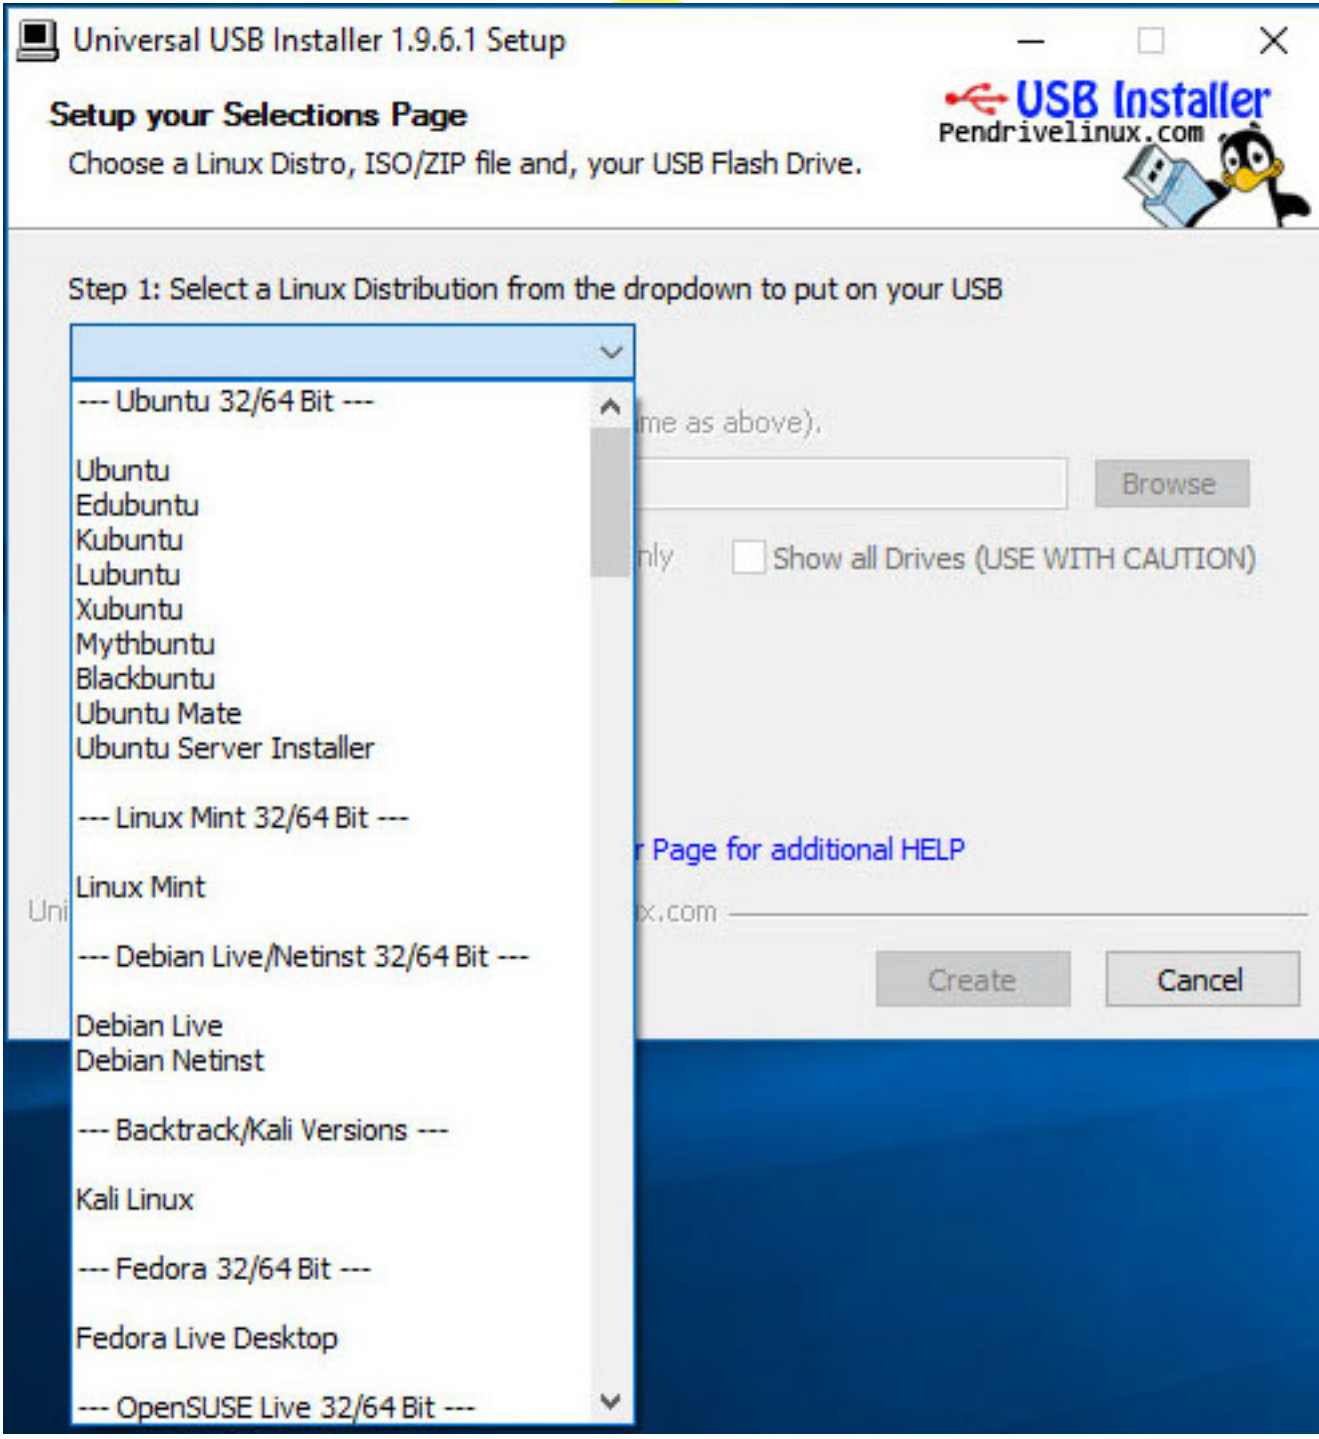 Universal USB Installer 1.9.6.1 Setup
Setup your Selections Page
Choose a Linux Distro, ISO/ZIP file and, your USB Flash Drive.
USB Installer
Pendrivelinux.com
Step 1: Select a Linux Distribution from the dropdown to put on your USB
--- Ubuntu 32/64 Bit ---
as above).
Ubuntu
Browse
Edubuntu
Kubuntu
Show all Drives (USE WITH CAUTION)
Lubuntu
Xubuntu
Mythbuntu
Blackbuntu
Ubuntu Mate
Ubuntu Server Installer
--- Linux Mint 32/64 Bit ---
Page for additional HELP
Linux Mint
--- Debian Live/Netinst 32/64 Bit ---
Create
Cancel
Debian Live
Debian Netinst
--- Backtrack/Kali Versions ---
Kali Linux
--- Fedora 32/64 Bit ---
Fedora Live Desktop
--- OpenSUSE Live 32/64 Bit ---